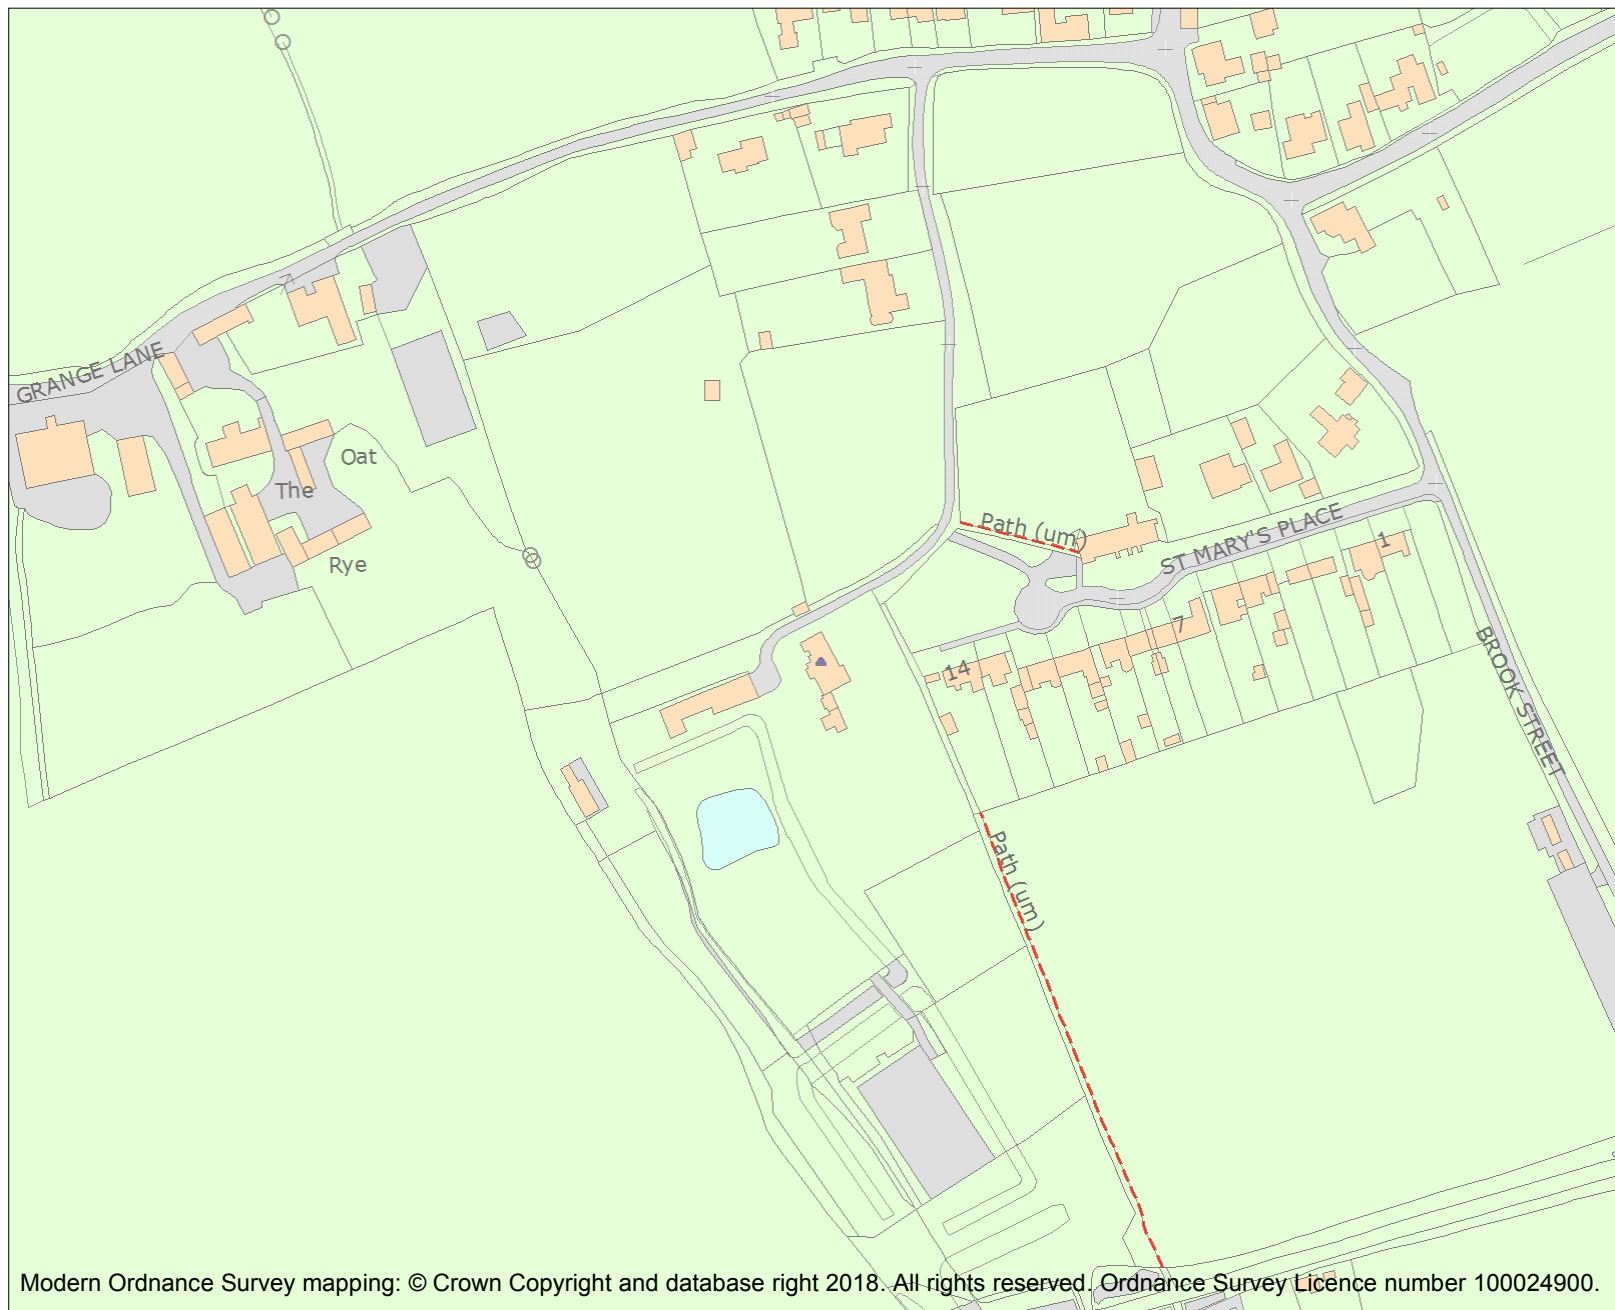 GRANGE LANE
Oat
The
Rye
Path (um)
ST MARY'S PLACE
1
7
14
BROOK STREET
Path (um)
Modern Ordnance Survey mapping: © Crown Copyright and database right 2018. All rights reserved. Ordnance Survey Licence number 100024900.